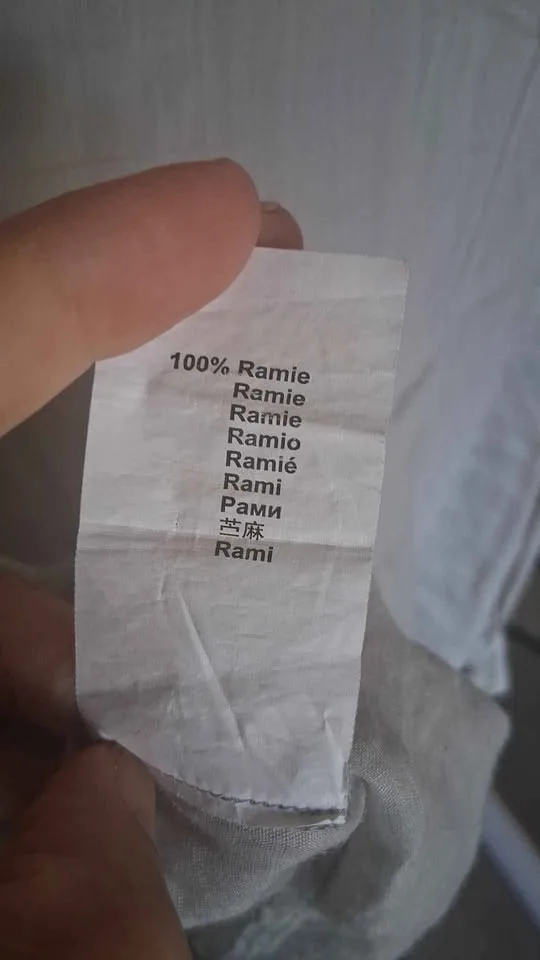 100% Ramie
Ramie
Ramie
Ramio
Ramié
Rami
Рами
苎麻
Rami